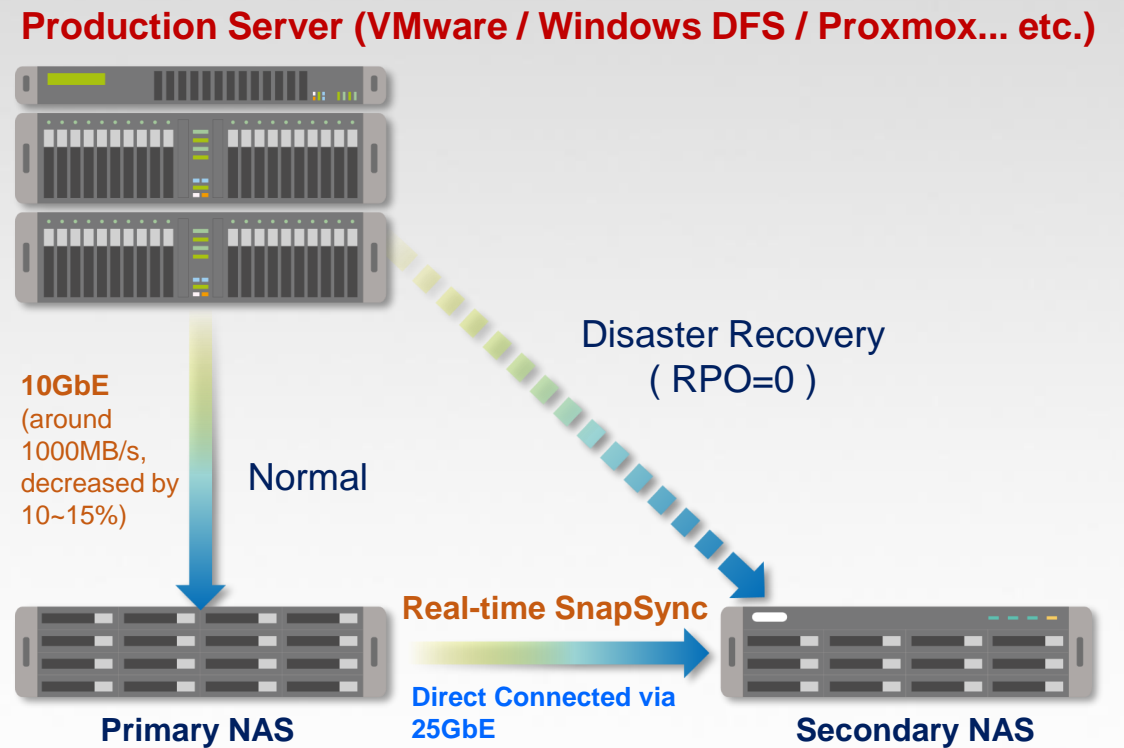 Production Server (VMware / Windows DFS / Proxmox... etc.)
Disaster Recovery
( RPO=0 )
10GbE
(around
1000MB/s,
decreased by
10~15%)
Normal
Real-time SnapSync
Direct Connected via
25GbE
Primary NAS
Secondary NAS